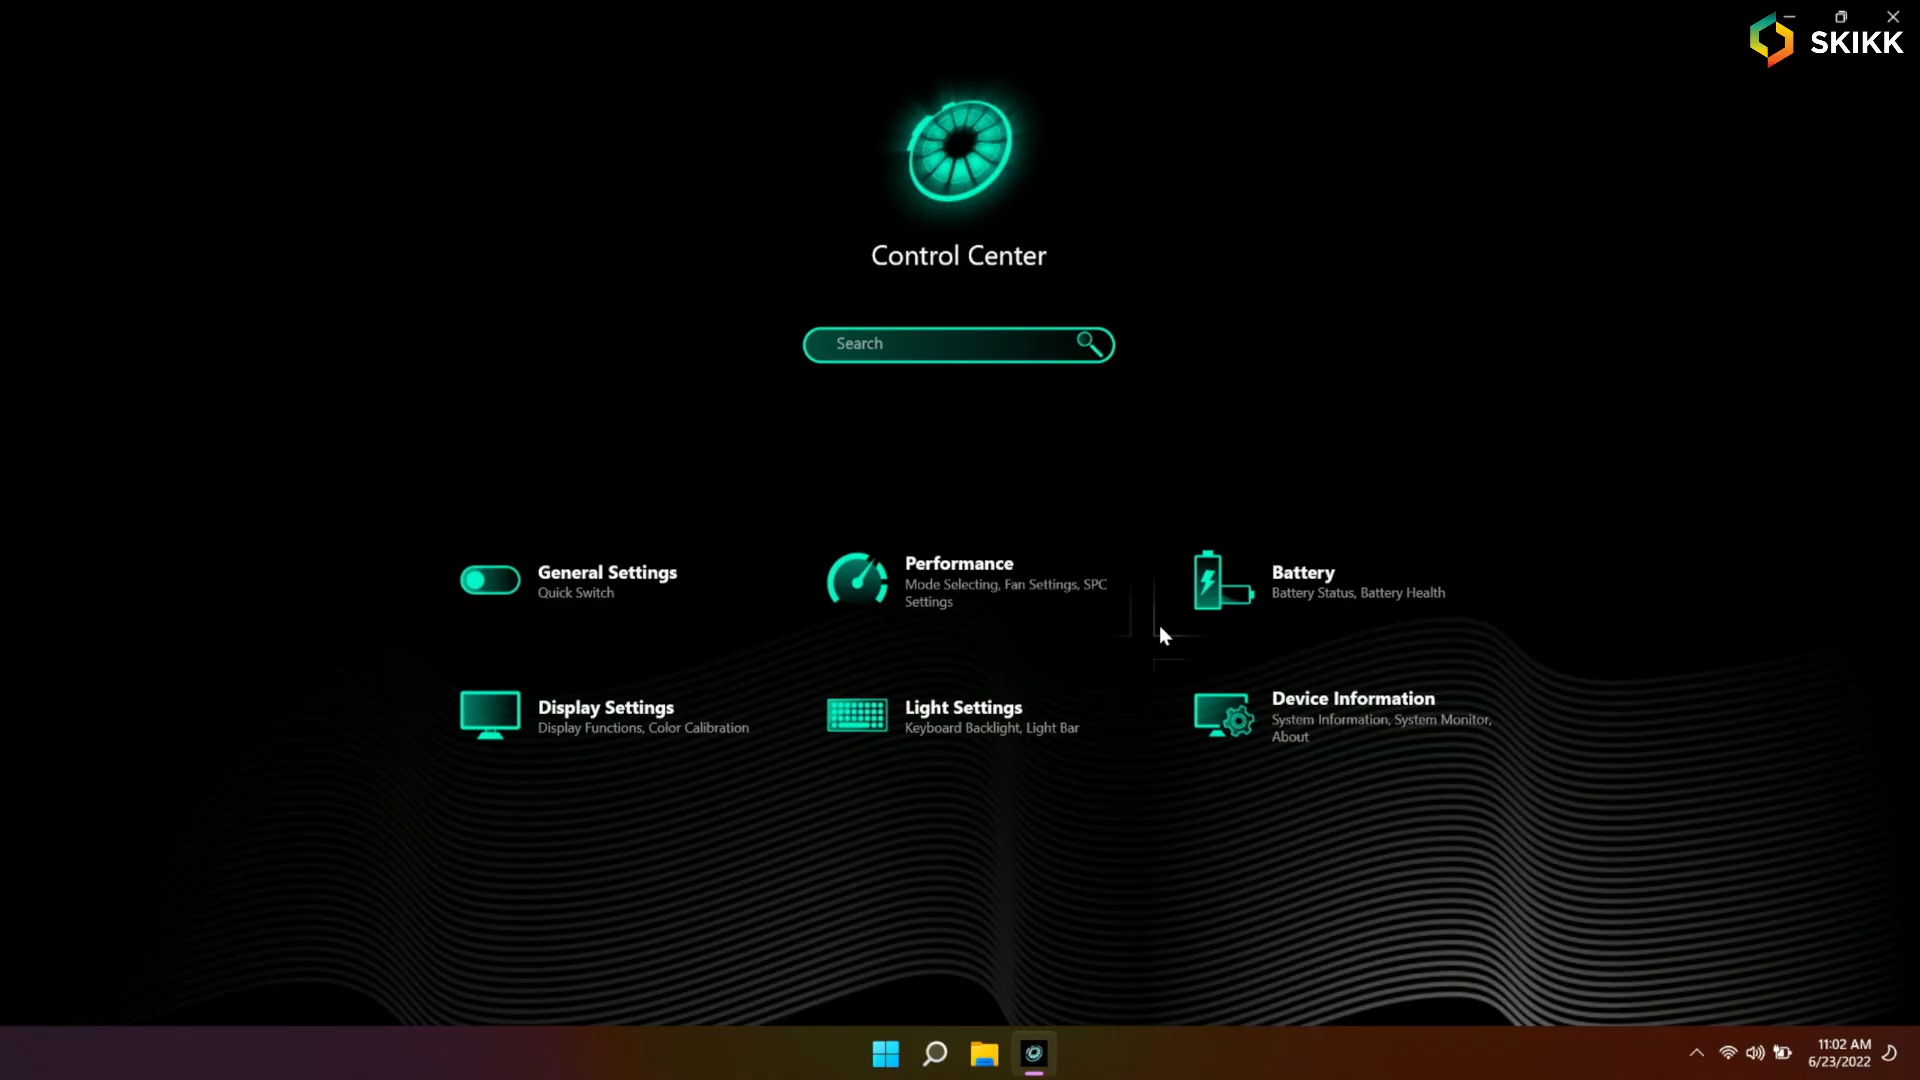 SKIKK
Control Center
Search
General Settings
Quick Switch
Performance
Mode Selecting, Fan Settings, SPC
Settings
Battery
Battery Status, Battery Health
Display Settings
Display Functions, Color Calibration
Light Settings
Keyboard Backlight, Light Bar
Device Information
System Information, System Monitor,
About
11:02 AM
6/23/2022